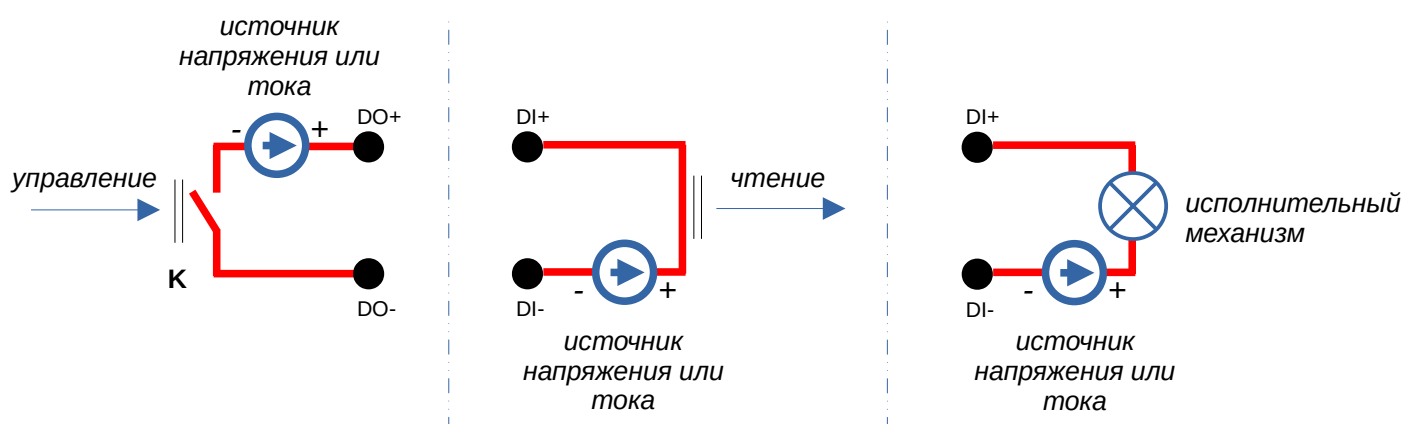 источник
напряжения или
тока
-
+
DO+
управление
K
DO-
DI+
чтение
DI-
-
+
источник
напряжения или
тока
DI+
исполнительный
механизм
DI-
-
+
источник
напряжения или
тока